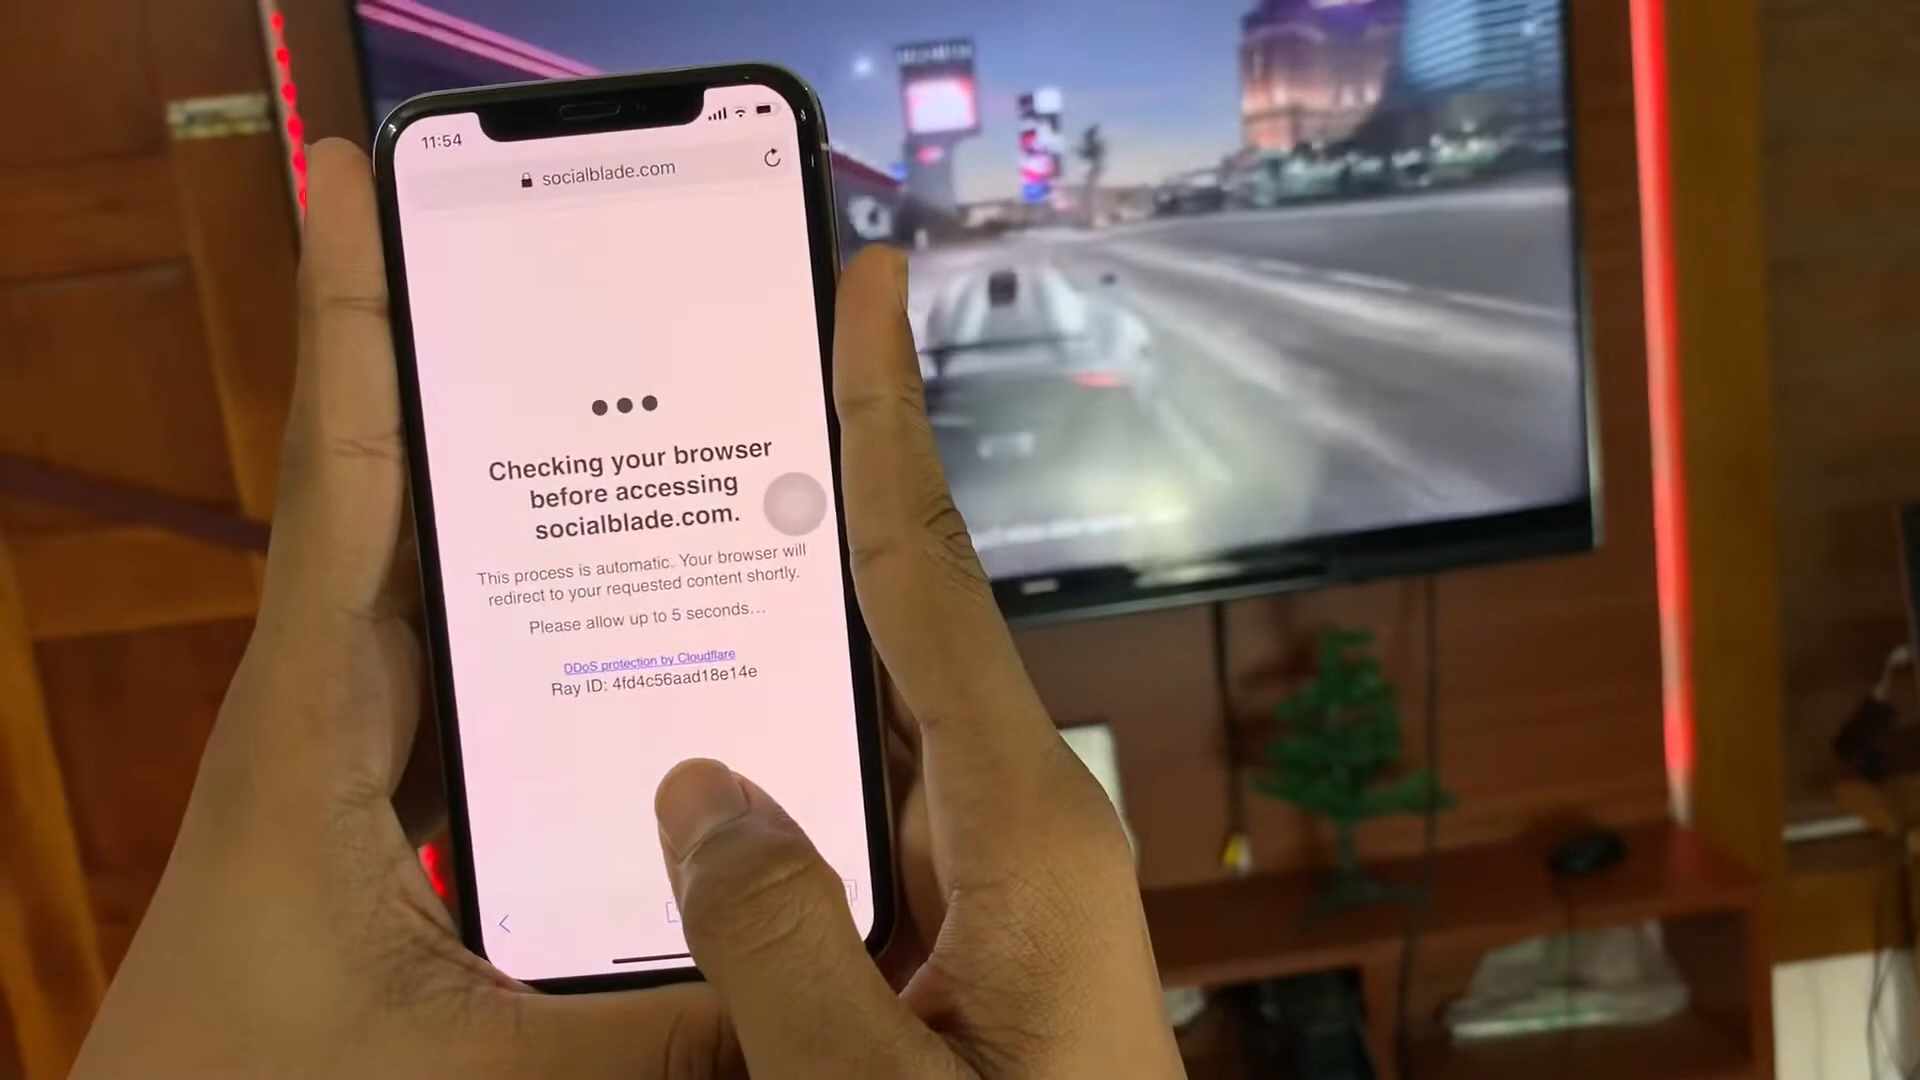 11:54
socialblade.com
Checking your browser
before accessing
socialblade.com.
This process is automatic. Your browser will
redirect to your requested content shortly.
Please allow up to 5 seconds...
DDoS protection by Cloudflare
Ray ID: 4fd4c56aad18e14e